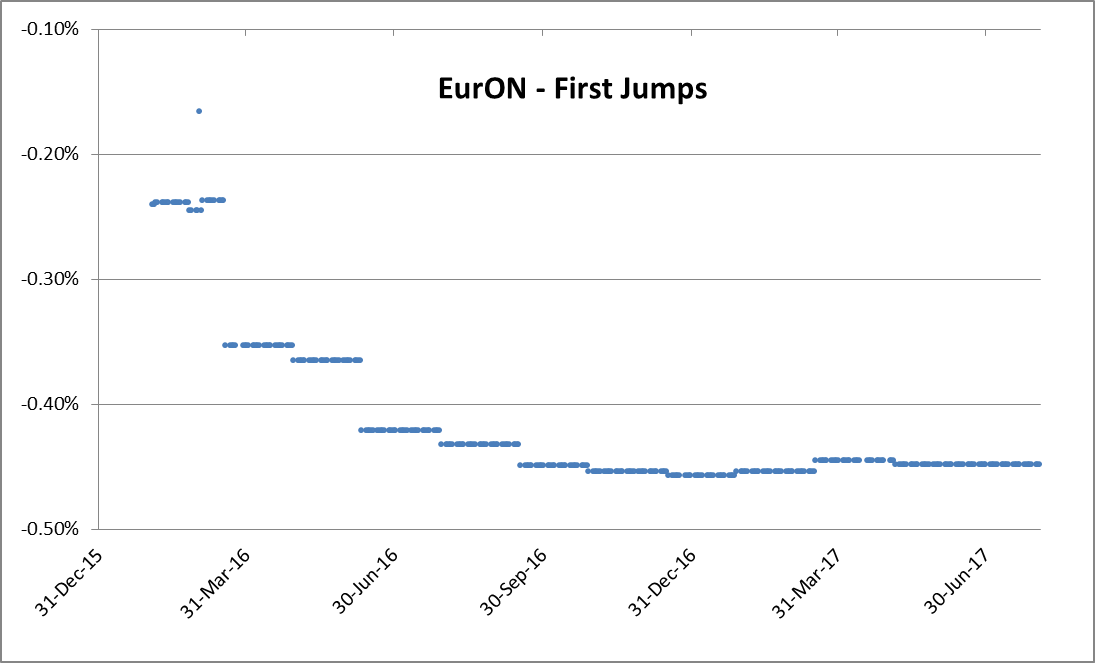 EurON - First Jumps
-0.10%
-0.20%
-0.30%
-0.40%
-0.50%
31-Dec-15
31-Mar-16
30-Jun-16
30-Sep-16
31-Dec-16
31-Mar-17
30-Jun-17